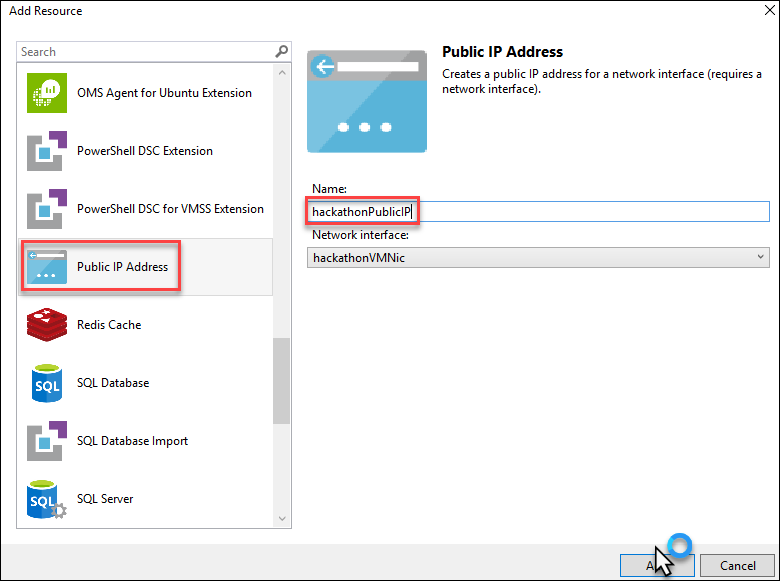 Add Resource
Search
OMS Agent for Ubuntu Extension
PowerShell DSC Extension
PowerShell DSC for VMSS Extension
Public IP Address
Redis Cache
SQL
SQL Database
SQL Database Import
SQL
SQL Server
Public IP Address
Creates a public IP address for a network interface (requires a
network interface).
Name:
hackathonPublicIP
Network interface:
hackathonVMNic
Cancel